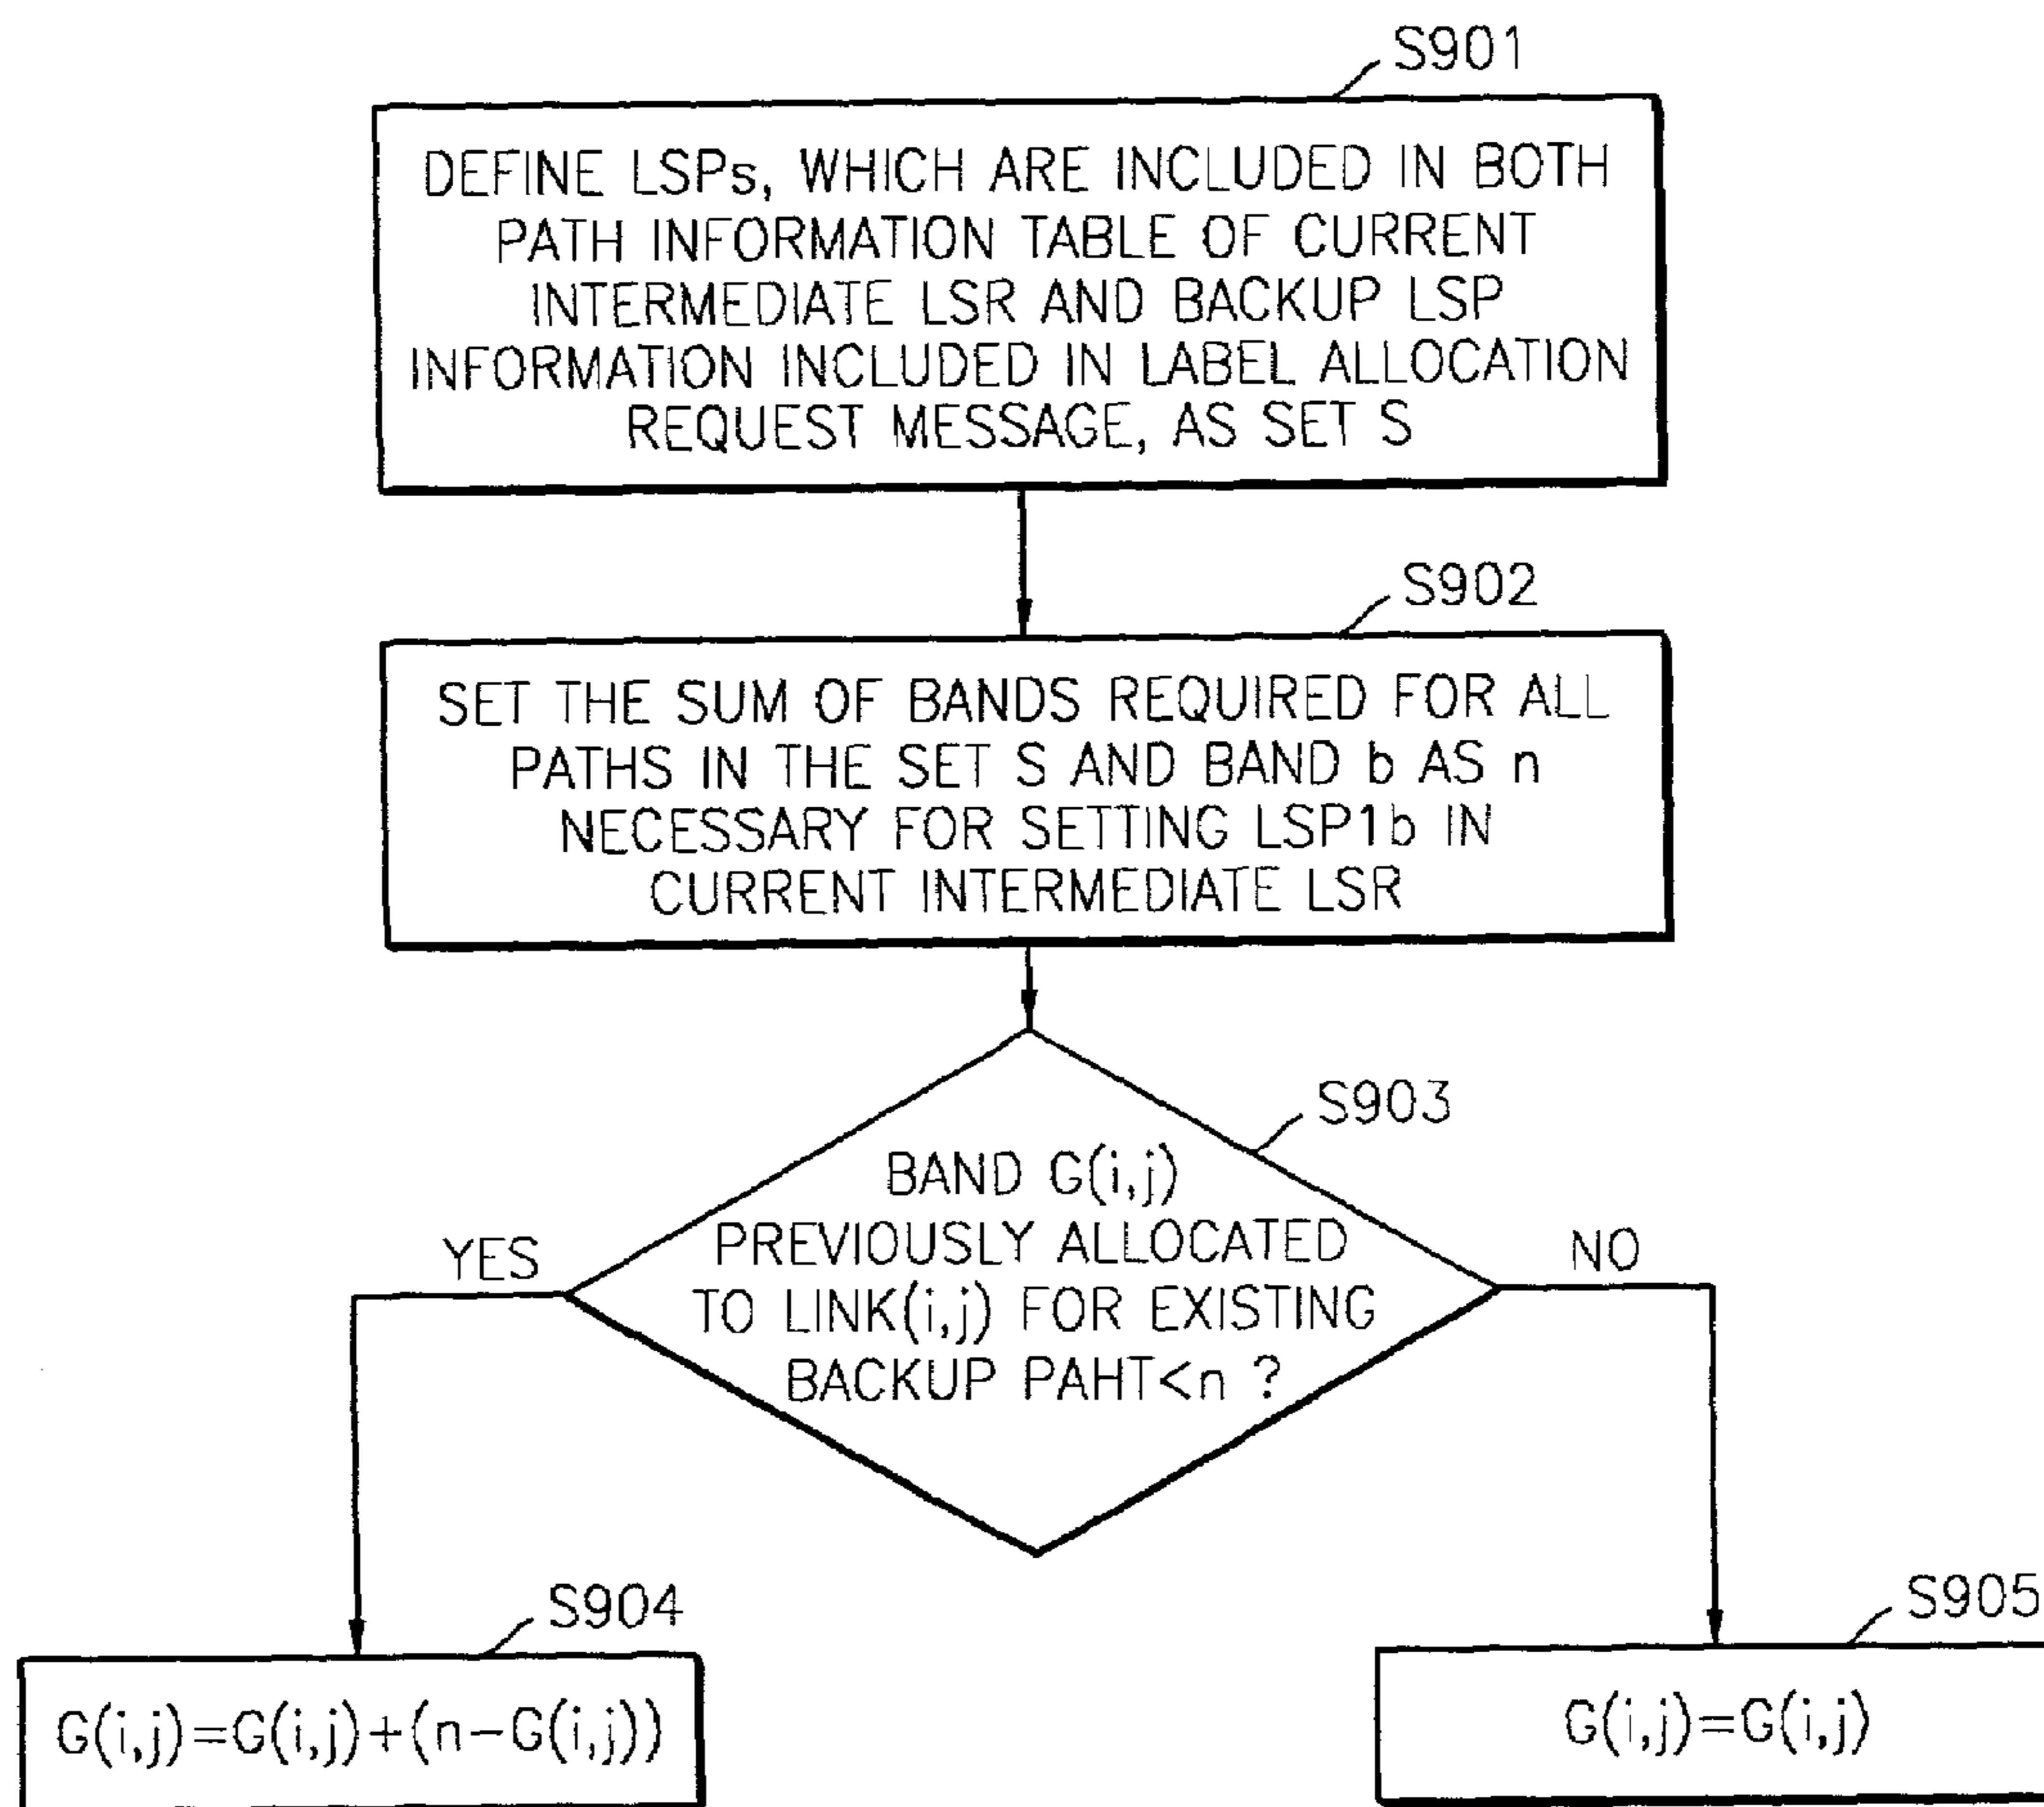 S901
DEFINE LSPs, WHICH ARE INCLUDED IN BOTH
PATH INFORMATION TABLE OF CURRENT
INTERMEDIATE LSR AND BACKUP LSP
INFORMATION INCLUDED IN LABEL ALLOCATION
REQUEST MESSAGE, AS SET S
S902
SET THE SUM OF BANDS REQUIRED FOR ALL
PATHS IN THE SET S AND BAND b AS n
NECESSARY FOR SETTING LSP1b IN
CURRENT INTERMEDIATE LSR
S903
BAND G(i,j)
PREVIOUSLY ALLOCATED
TO LINK(i,j) FOR EXISTING
BACKUP PAHT<n ?
YES
NO
S904
G(i,j)=G(i,j)+(n-G(i,j))
S905
G(i,j)=G(i,j)